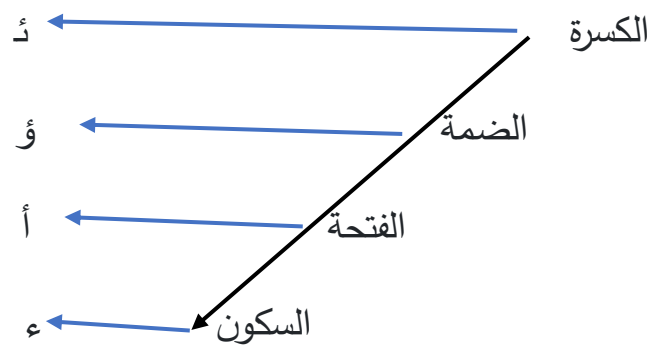 الكسرة ئـ
الضمة ؤ
الفتحة أ
السكون ء